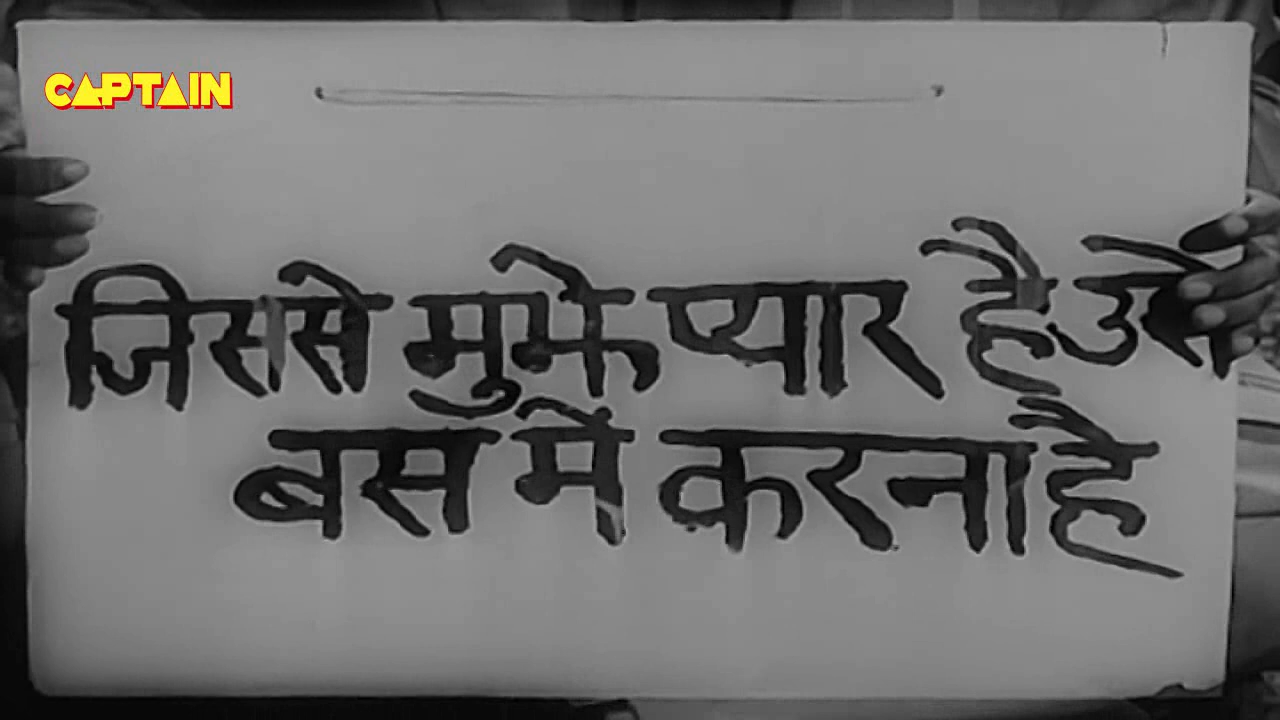 CAPTAIN
जिससे मुझे प्यार है उसे
बस में करना है